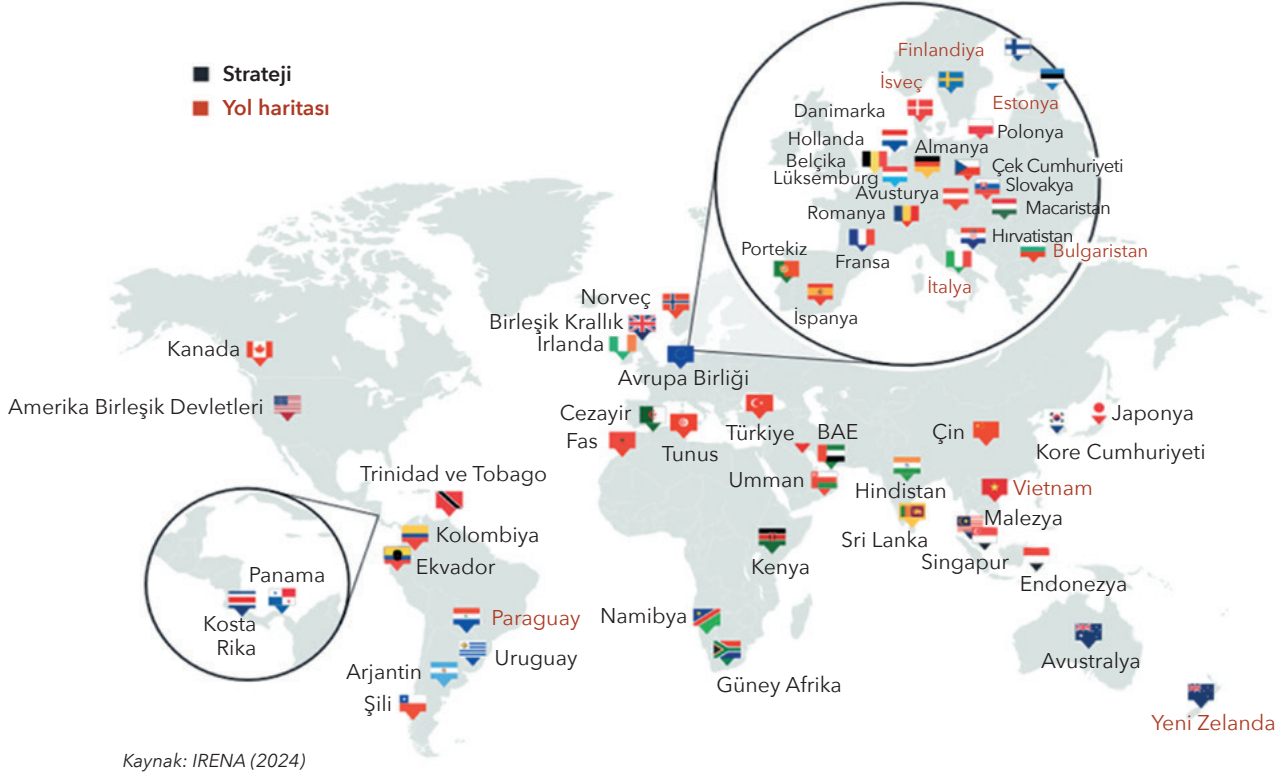 Strateji
Yol haritası
Finlandiya
İsveç
Estonya
Danimarka
Polonya
Hollanda
Almanya
Belçika
Çek Cumhuriyeti
Lüksemburg
Slovakya
Avusturya
Romanya
Macaristan
Hırvatistan
Portekiz
Fransa
Bulgaristan
İtalya
İspanya
Norveç
Birleşik Krallık
İrlanda
Kanada
Avrupa Birliği
Amerika Birleşik Devletleri
Cezayir
Japonya
Fas
Tunus
Türkiye
BAE
Çin
Kore Cumhuriyeti
Trinidad ve Tobago
Umman
Hindistan
Vietnam
Malezya
Kolombiya
Sri Lanka
Singapur
Ekvador
Kenya
Endonezya
Panama
Kosta
Rika
Paraguay
Namibya
Uruguay
Avustralya
Arjantin
Güney Afrika
Şili
Yeni Zelanda
Kaynak: IRENA (2024)